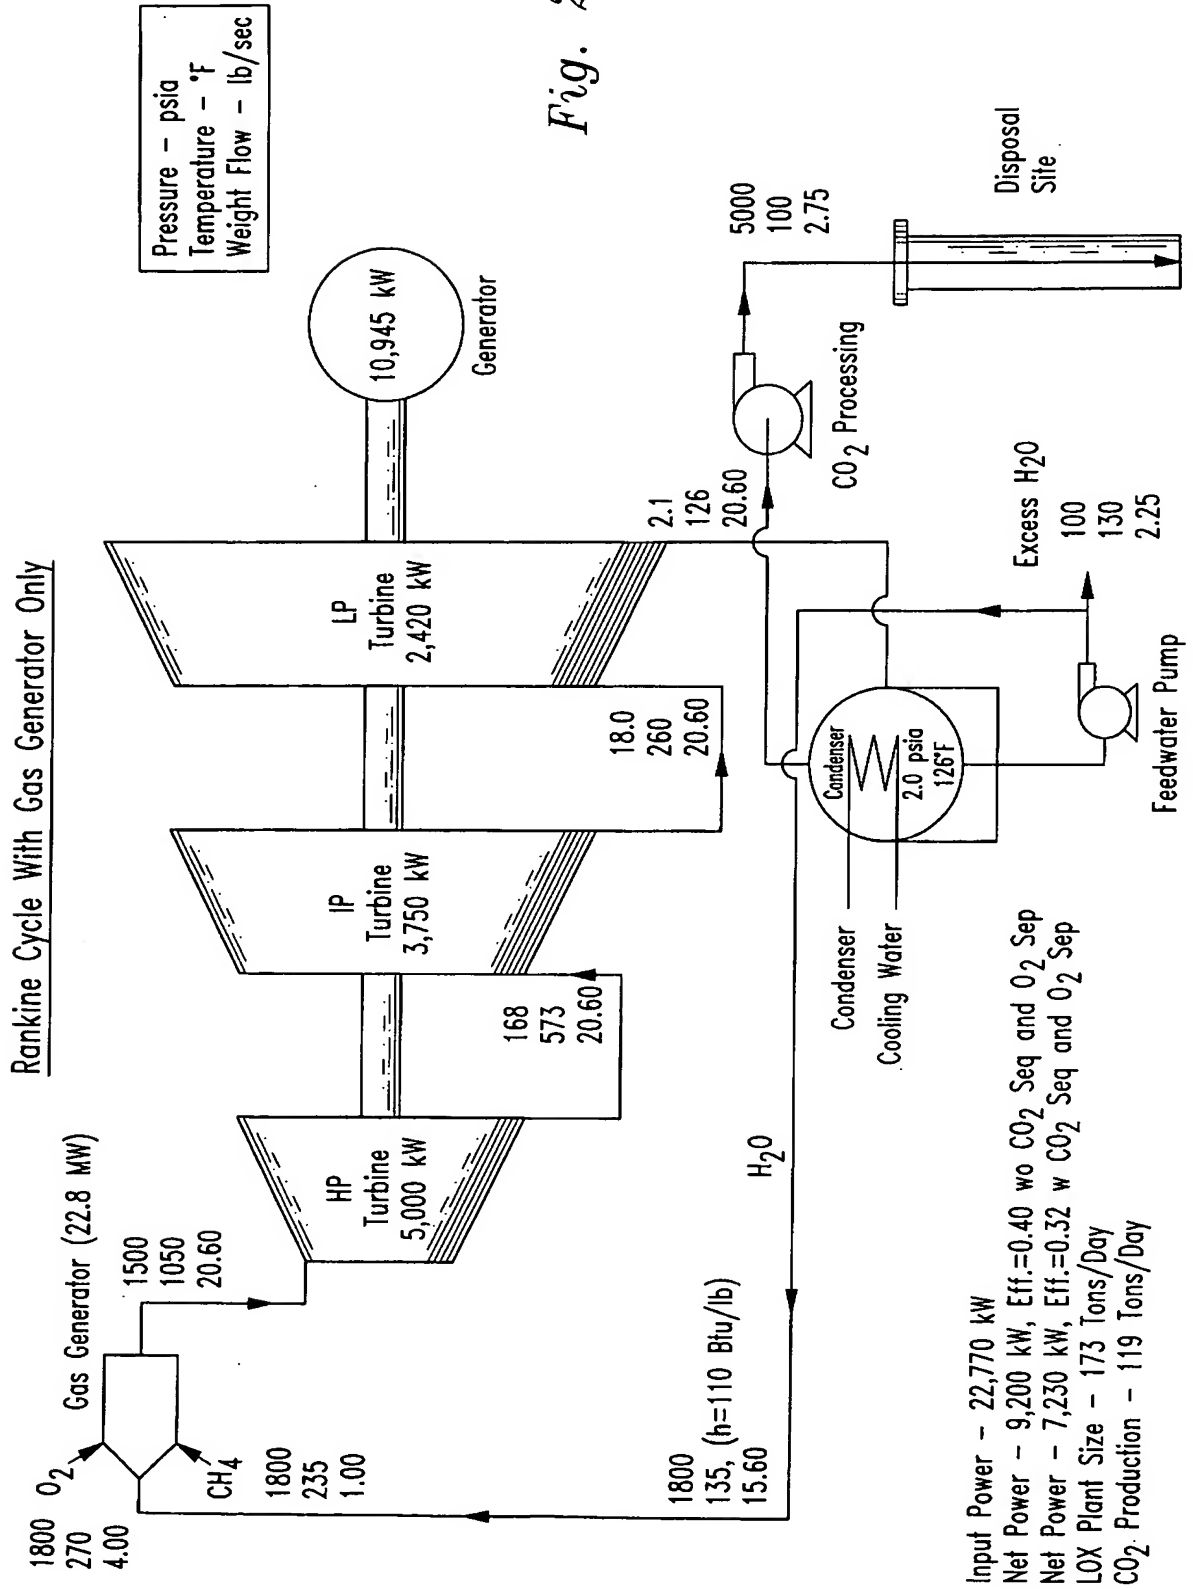 Rankine Cycle With Gas Generator Only
Pressure – psia
Temperature – °F
Weight Flow – lb/sec
1800
270
4.00
O2
CH4
1800
235
1.00
Gas Generator (22.8 MW)
1500
1050
20.60
HP
Turbine
5,000 kW
168
573
20.60
IP
Turbine
3,750 kW
18.0
260
20.60
LP
Turbine
2,420 kW
10,945 kW
Generator
2.1
126
20.60
CO2 Processing
5000
100
2.75
Disposal
Site
Condenser
2.0 psia
126°F
Condenser
Cooling Water
Feedwater Pump
Excess H2O
100
130
2.25
H2O
1800
135, (h=110 Btu/lb)
15.60
Input Power – 22,770 kW
Net Power – 9,200 kW, Eff.=0.40 wo CO2 Seq and O2 Sep
Net Power – 7,230 kW, Eff.=0.32 w CO2 Seq and O2 Sep
LOX Plant Size – 173 Tons/Day
CO2 Production – 119 Tons/Day
Fig.